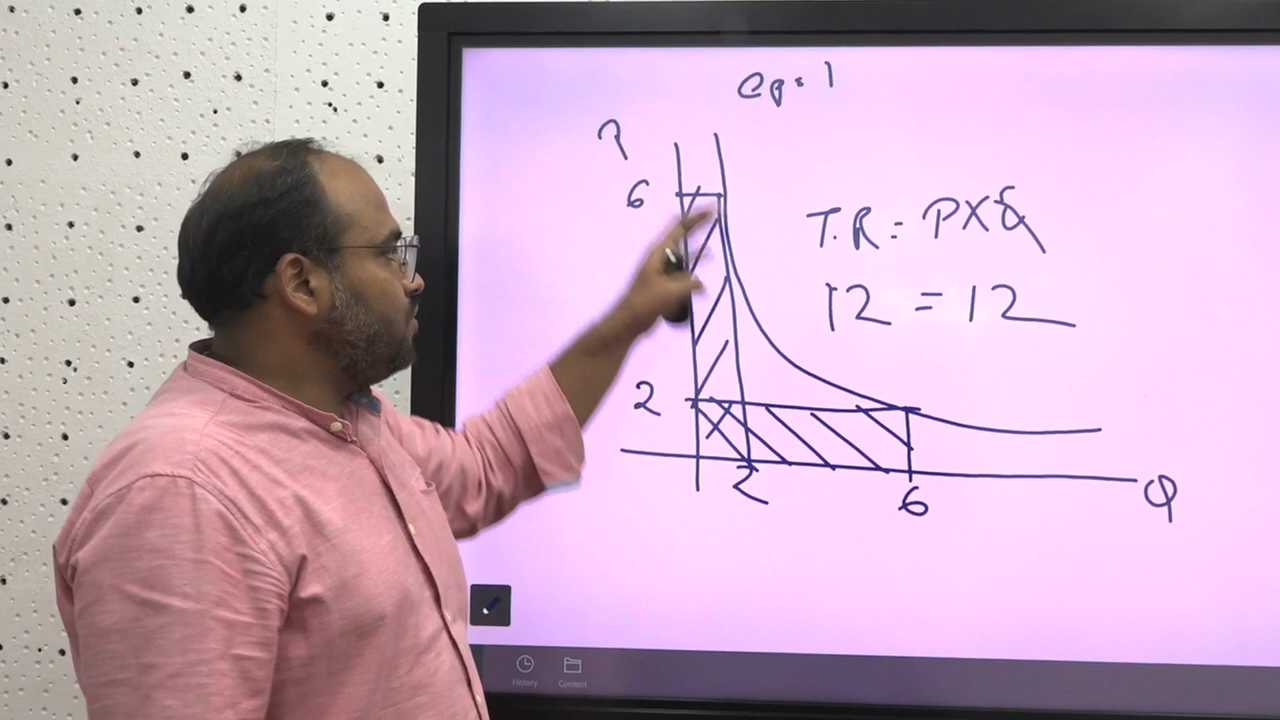 ep = 1
P
6
T.R = P X Q
12 = 12
2
2
6
Q
History
Content